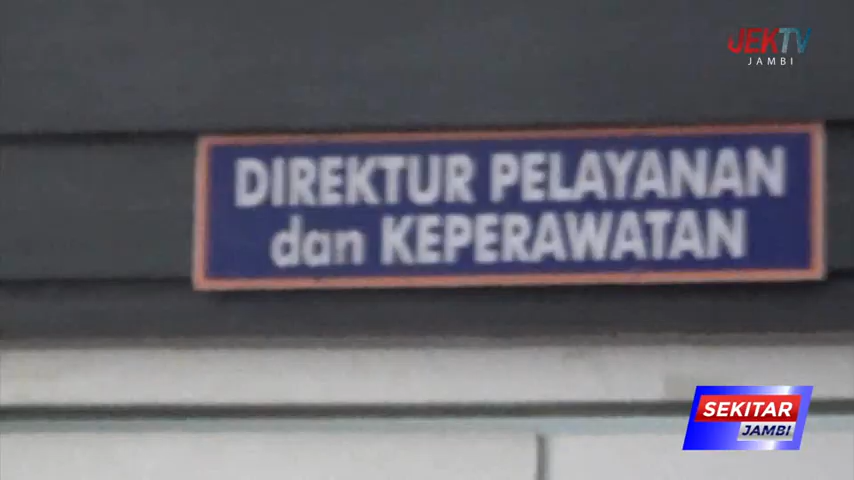 JEKTV
JAMBI
DIREKTUR PELAYANAN
dan KEPERAWATAN
SEKITAR
JAMBI